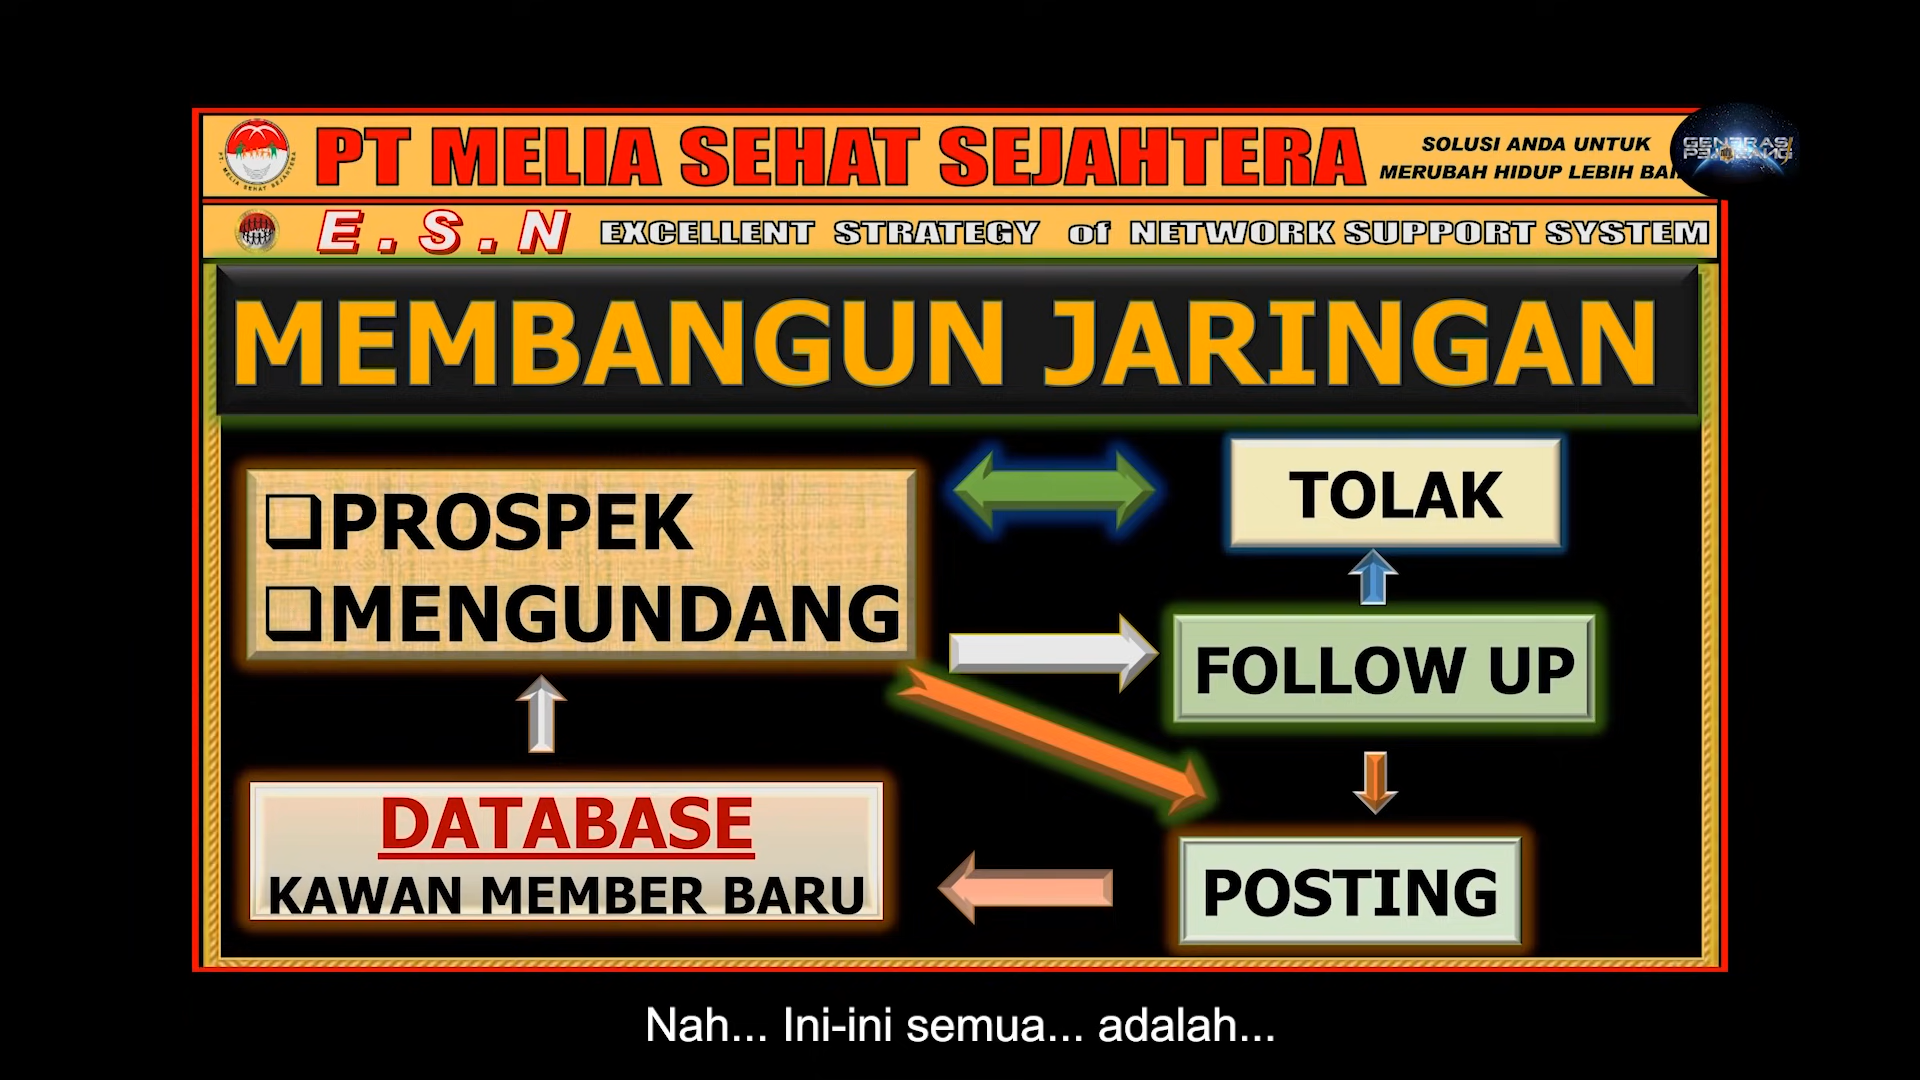 PT MELIA SEHAT SEJAHTERA
SOLUSI ANDA UNTUK
MERUBAH HIDUP LEBIH
E.S.N EXCELLENT STRATEGY of NETWORK SUPPORT SYSTEM
MEMBANGUN JARINGAN
PROSPEK
MENGUNDANG
TOLAK
FOLLOW UP
DATABASE
KAWAN MEMBER BARU
POSTING
Nah... Ini-ini semua... adalah...